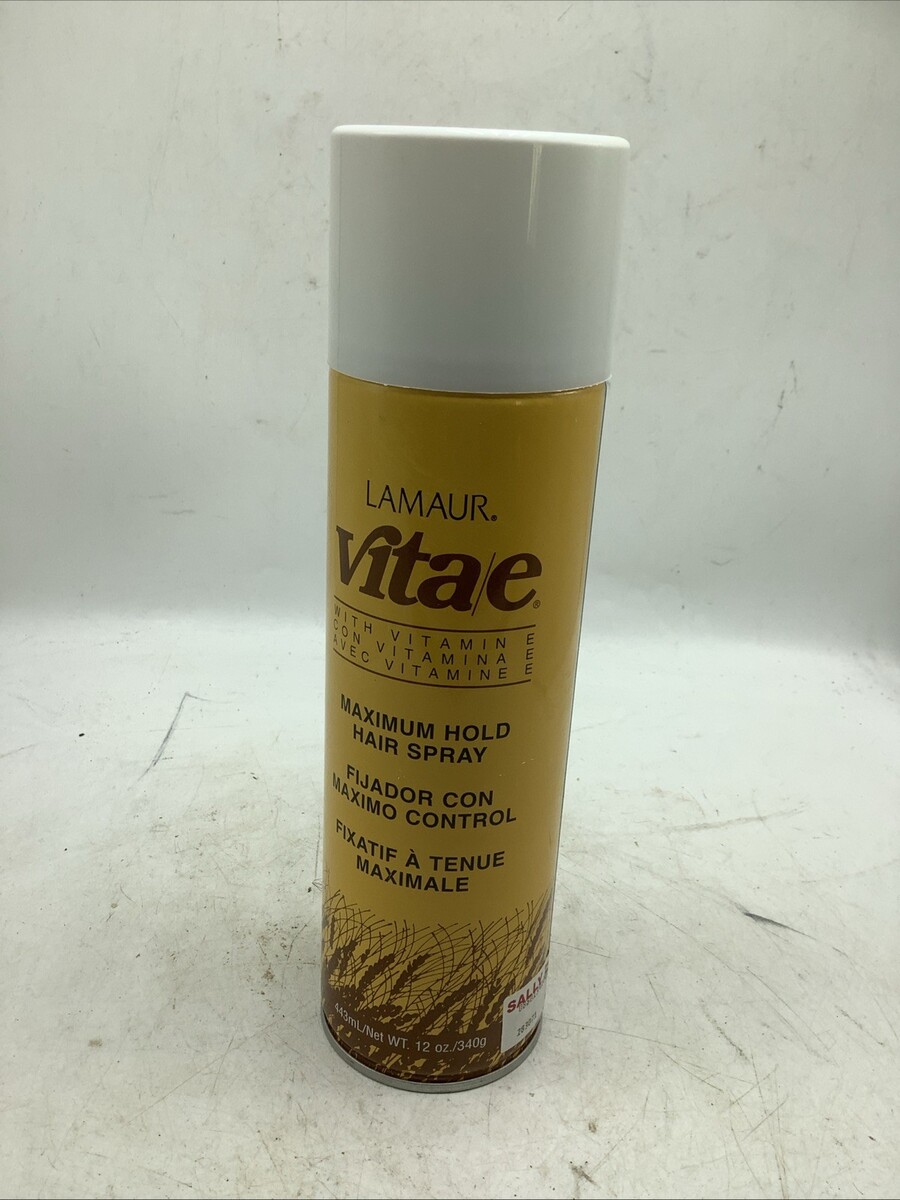 LAMAUR®
Vita/e®
WITH VITAMIN E
CON VITAMINA E
AVEC VITAMINE E
MAXIMUM HOLD
HAIR SPRAY
FIJADOR CON
MAXIMO CONTROL
FIXATIF À TENUE
MAXIMALE
443mL/Net WT. 12 oz./340g
SALLY